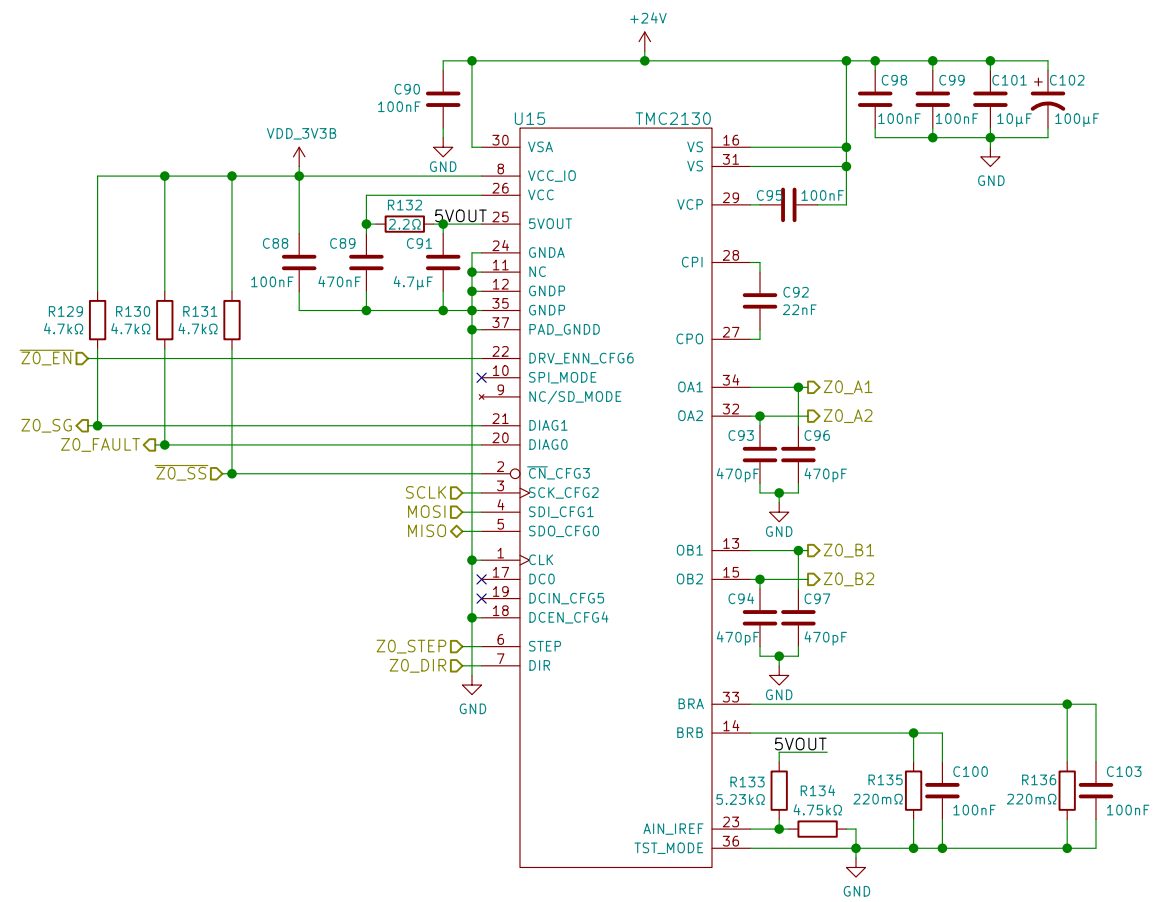 +24V
C90
100nF
GND
C98
100nF
C99
100nF
C101
10µF
+
C102
100µF
GND
U15
TMC2130
VDD_3V3B
30 VSA
8 VCC_IO
26 VCC
R132
2.2Ω
5VOUT
25 5VOUT
24 GNDA
11 NC
12 GNDP
35 GNDP
37 PAD_GNDD
C88
100nF
C89
470nF
C91
4.7µF
R129
4.7kΩ
R130
4.7kΩ
R131
4.7kΩ
Z0_EN
22 DRV_ENN_CFG6
10 SPI_MODE
9 NC/SD_MODE
Z0_SG
21 DIAG1
Z0_FAULT
20 DIAG0
Z0_SS
2 CN_CFG3
SCLK 3 SCK_CFG2
MOSI 4 SDI_CFG1
MISO 5 SDO_CFG0
1 CLK
17 DCO
19 DCIN_CFG5
18 DCEN_CFG4
Z0_STEP 6 STEP
Z0_DIR 7 DIR
GND
VS 16
VS 31
VCP 29
C95
100nF
CPI 28
C92
22nF
CPO 27
OA1 34 Z0_A1
OA2 32 Z0_A2
C93
470pF
C96
470pF
GND
OB1 13 Z0_B1
OB2 15 Z0_B2
C94
470pF
C97
470pF
GND
BRA 33
BRB 14
5VOUT
R133
5.23kΩ
R134
4.75kΩ
R135
220mΩ
C100
100nF
R136
220mΩ
C103
100nF
AIN_IREF 23
TST_MODE 36
GND